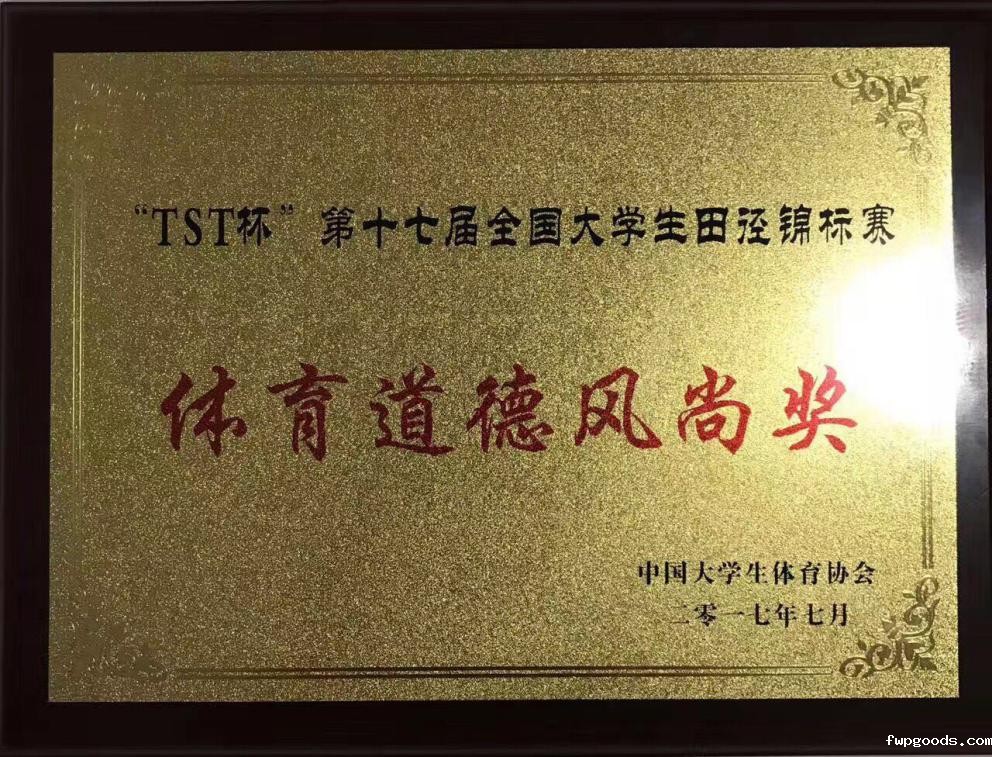 “TST杯”第十七届全国大学生田径锦标赛
体育道德风尚奖
中国大学生体育协会
二零一七年七月
fwpgoods.com